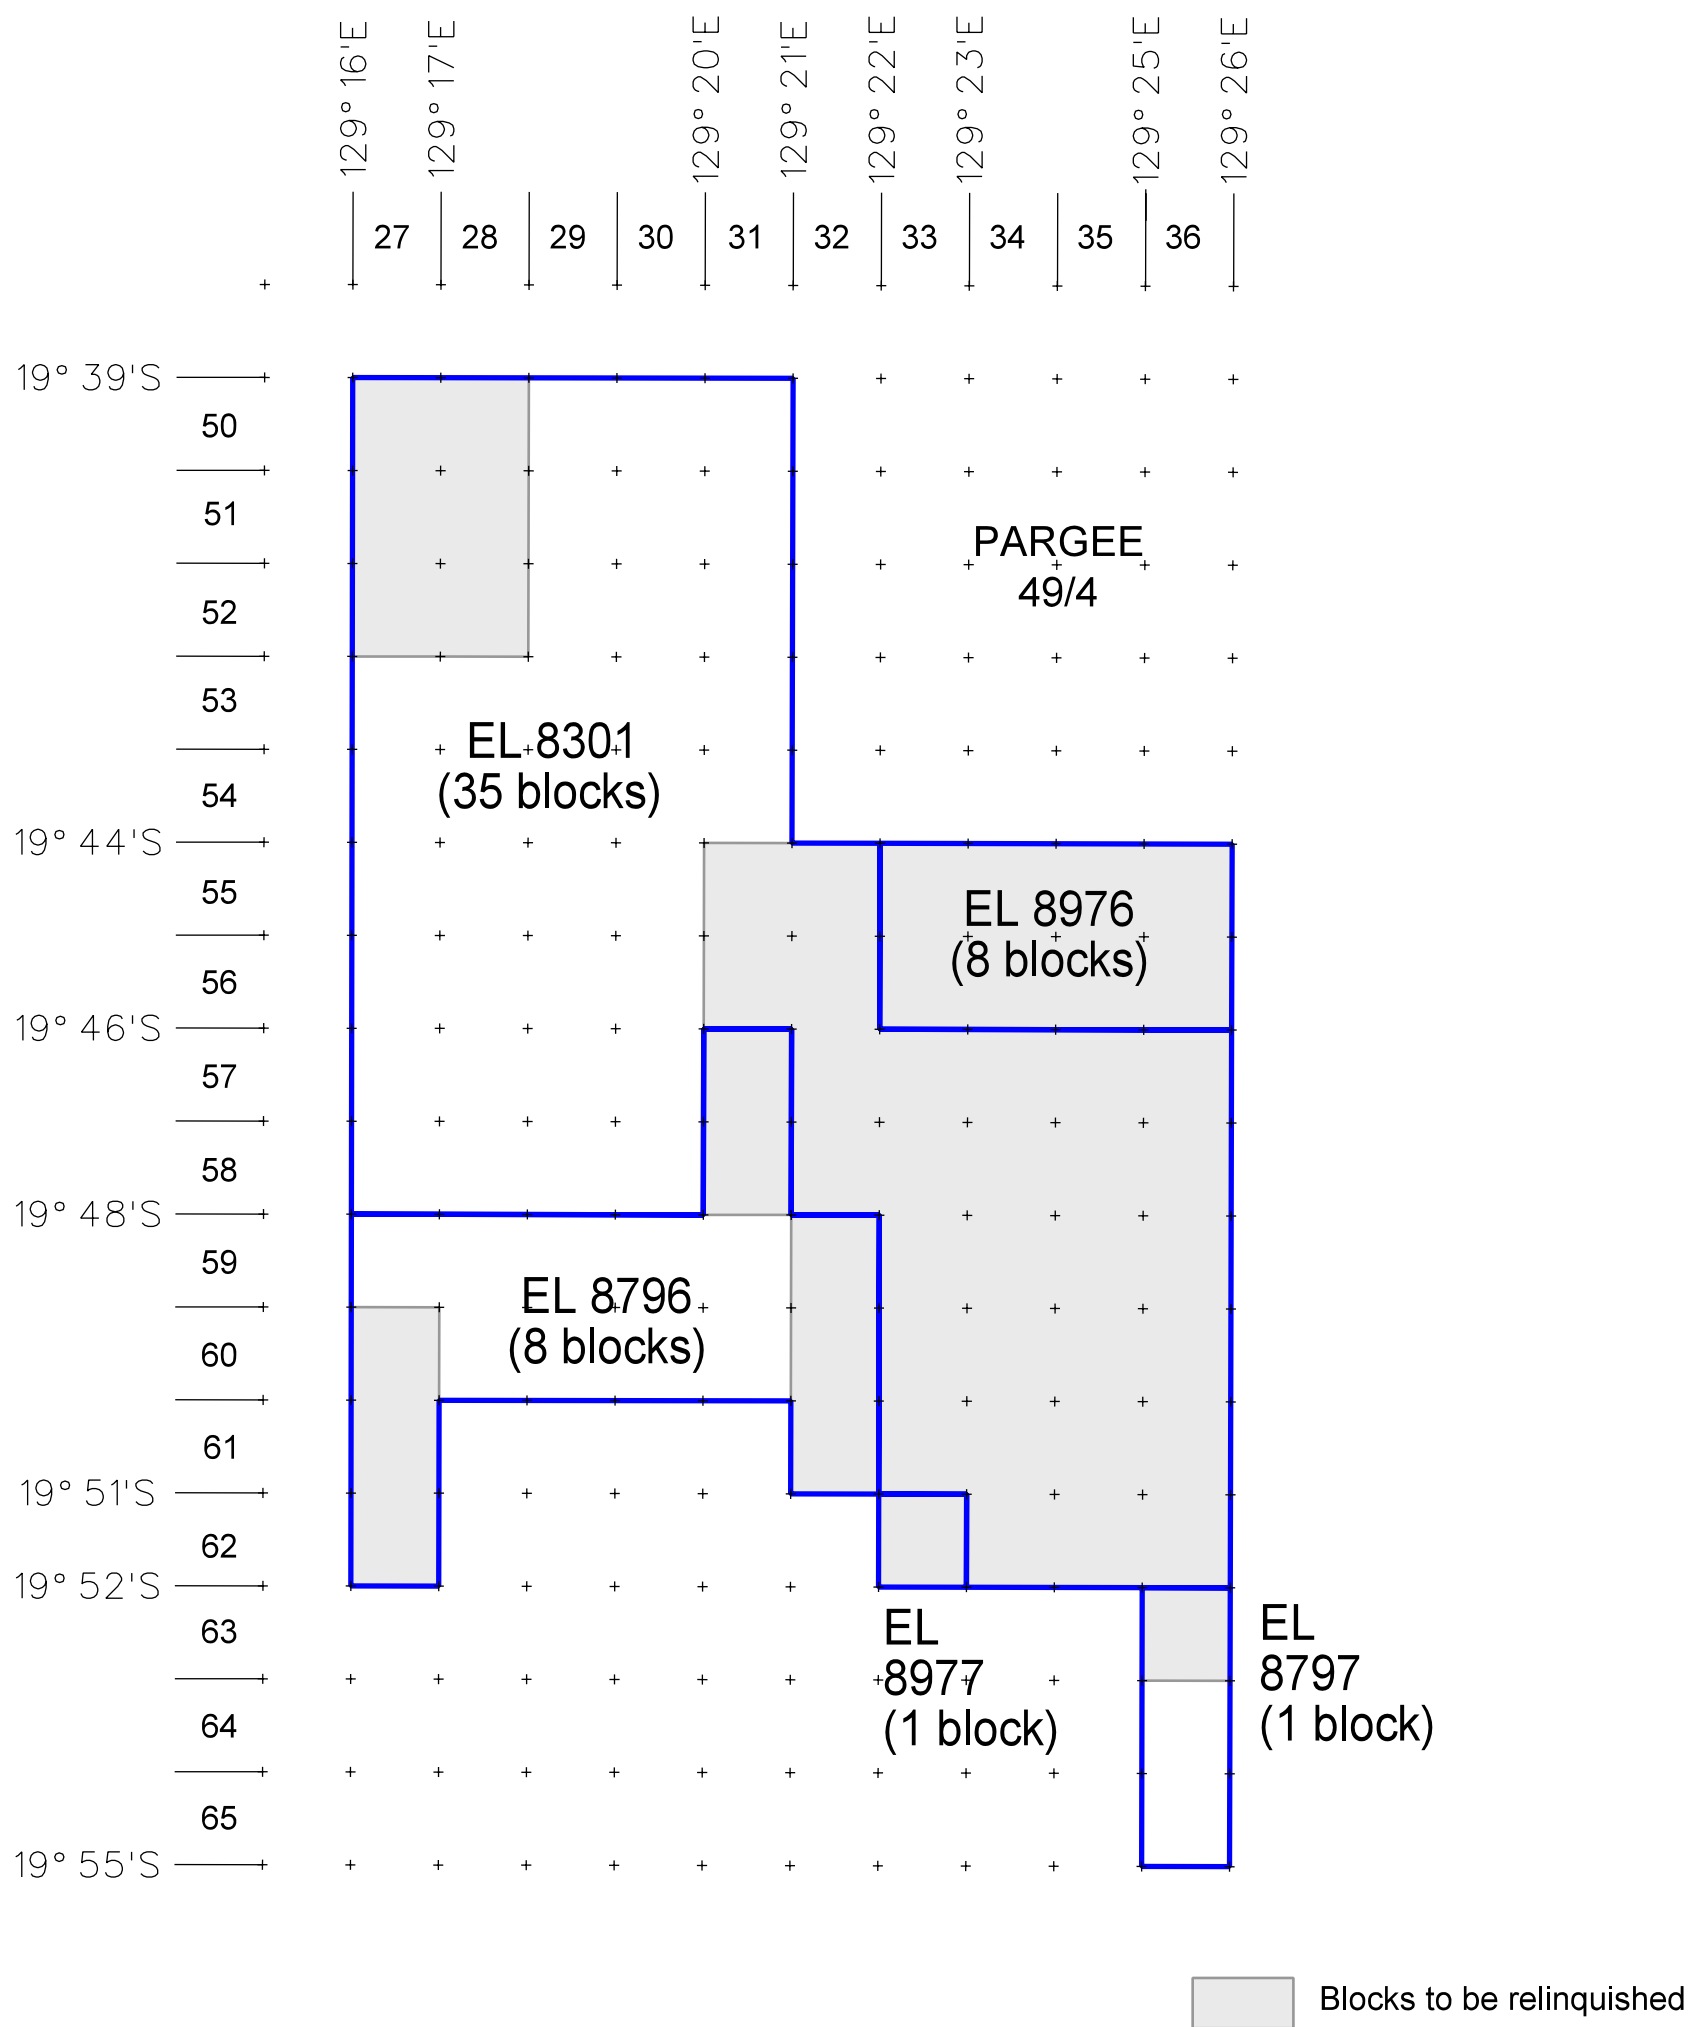 129° 16'E
129° 17'E
129° 20'E
129° 21'E
129° 22'E
129° 23'E
129° 25'E
129° 26'E
27 28 29 30 31 32 33 34 35 36
19° 39'S
50
51
PARGEE
49/4
52
53
EL 8301
(35 blocks)
54
19° 44'S
55
EL 8976
(8 blocks)
56
19° 46'S
57
58
19° 48'S
59
EL 8796
(8 blocks)
60
61
19° 51'S
62
19° 52'S
63
EL
8977
(1 block)
EL
8797
(1 block)
64
65
19° 55'S
Blocks to be relinquished